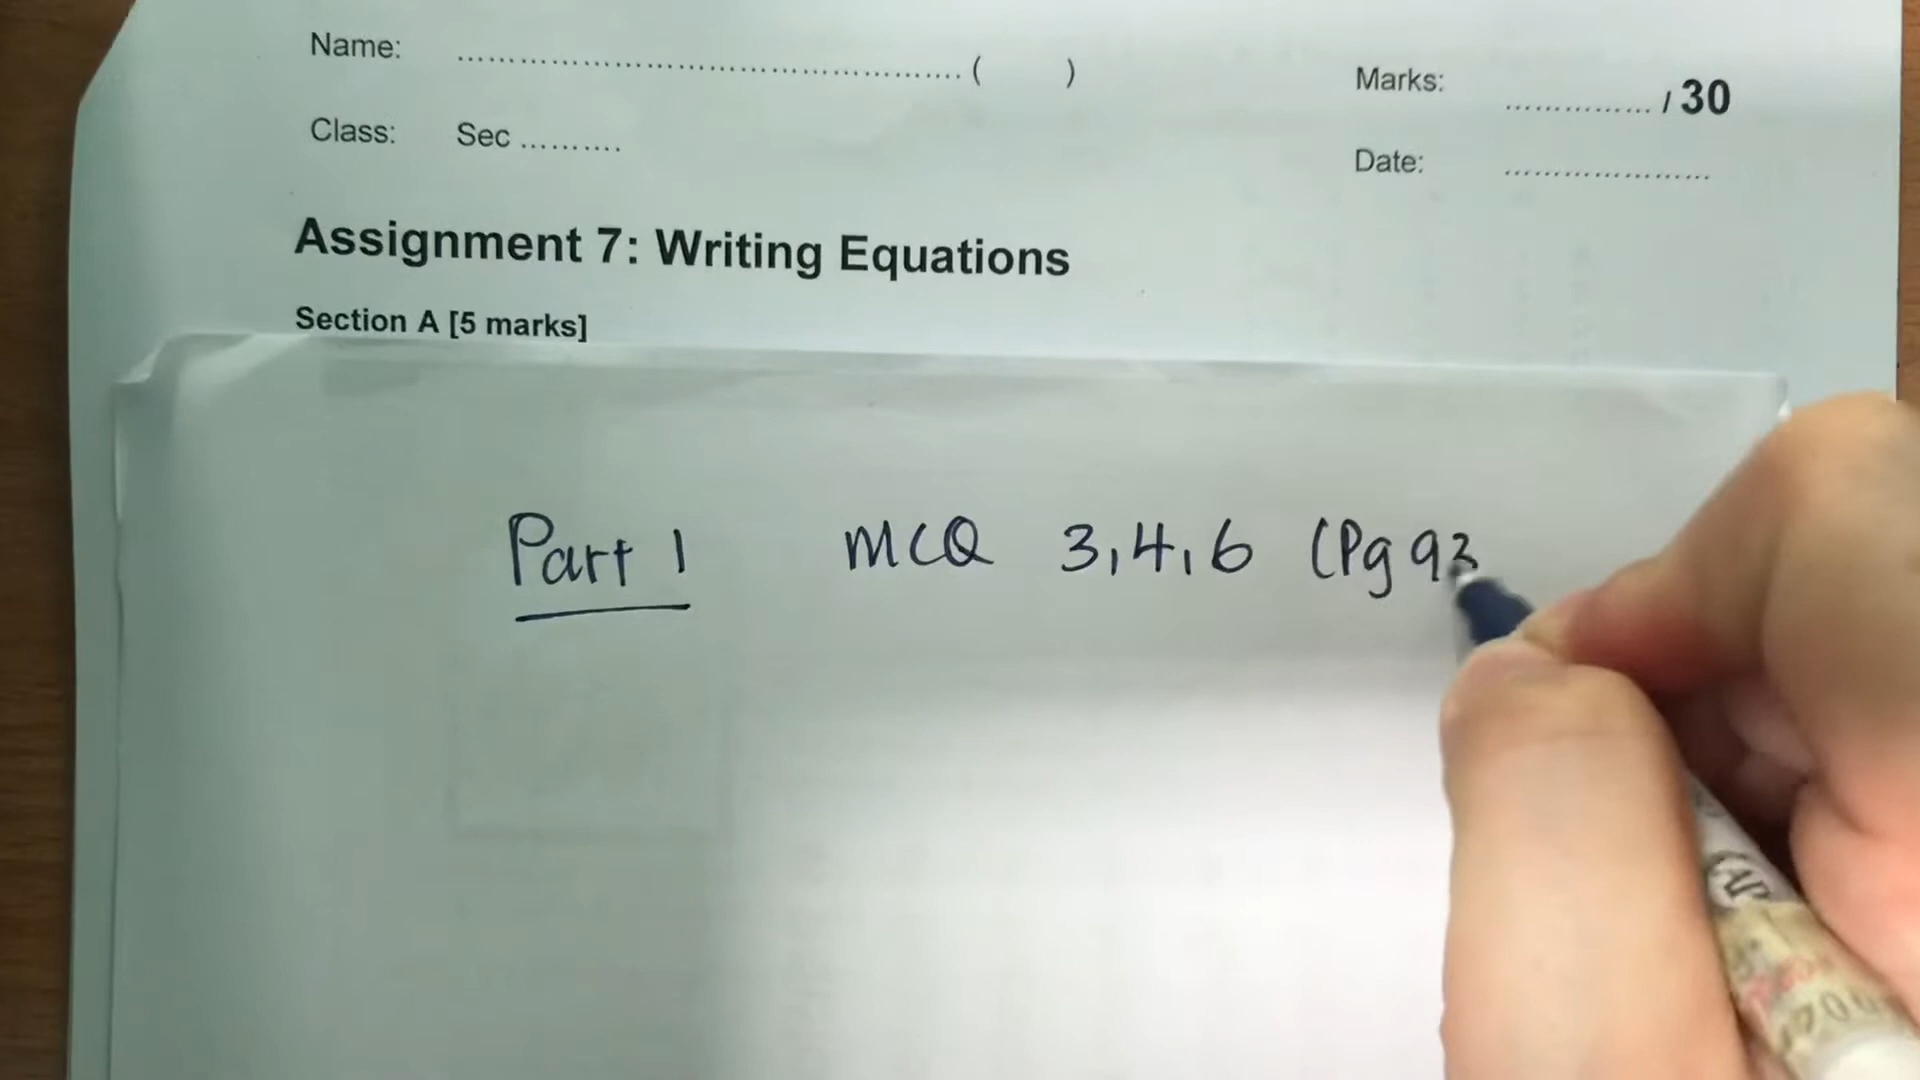 Name: ................................................ ( )
Marks: ............... / 30
Class: Sec ..........
Date: .....................
Assignment 7: Writing Equations
Section A [5 marks]
Part 1 MCQ 3,4,6 (Pg 93